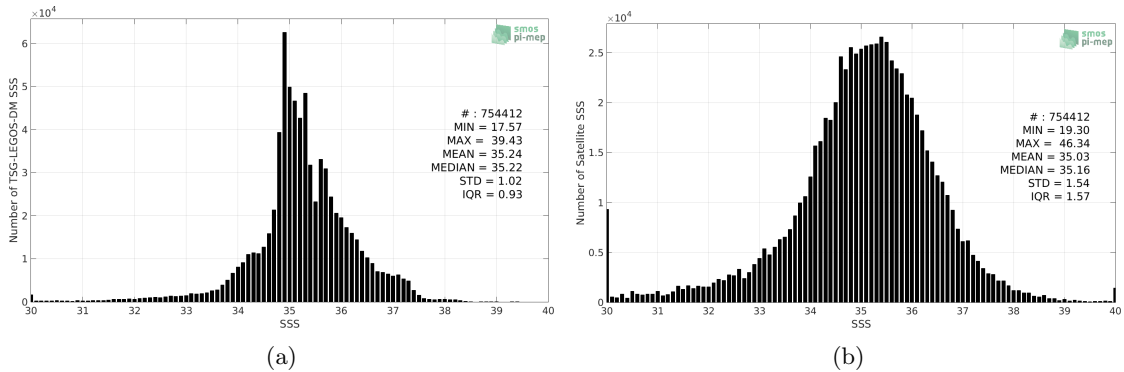 ×10⁴
6
5
4
3
2
1
0
30 31 32 33 34 35 36 37 38 39 40
SSS
Number of TSG-LEGOS-DM SSS
smos
pi-mep
# : 754412
MIN = 17.57
MAX = 39.43
MEAN = 35.24
MEDIAN = 35.22
STD = 1.02
IQR = 0.93
(a)
×10⁴
2.5
2
1.5
1
0.5
0
30 31 32 33 34 35 36 37 38 39 40
SSS
Number of Satellite SSS
smos
pi-mep
# : 754412
MIN = 19.30
MAX = 46.34
MEAN = 35.03
MEDIAN = 35.16
STD = 1.54
IQR = 1.57
(b)